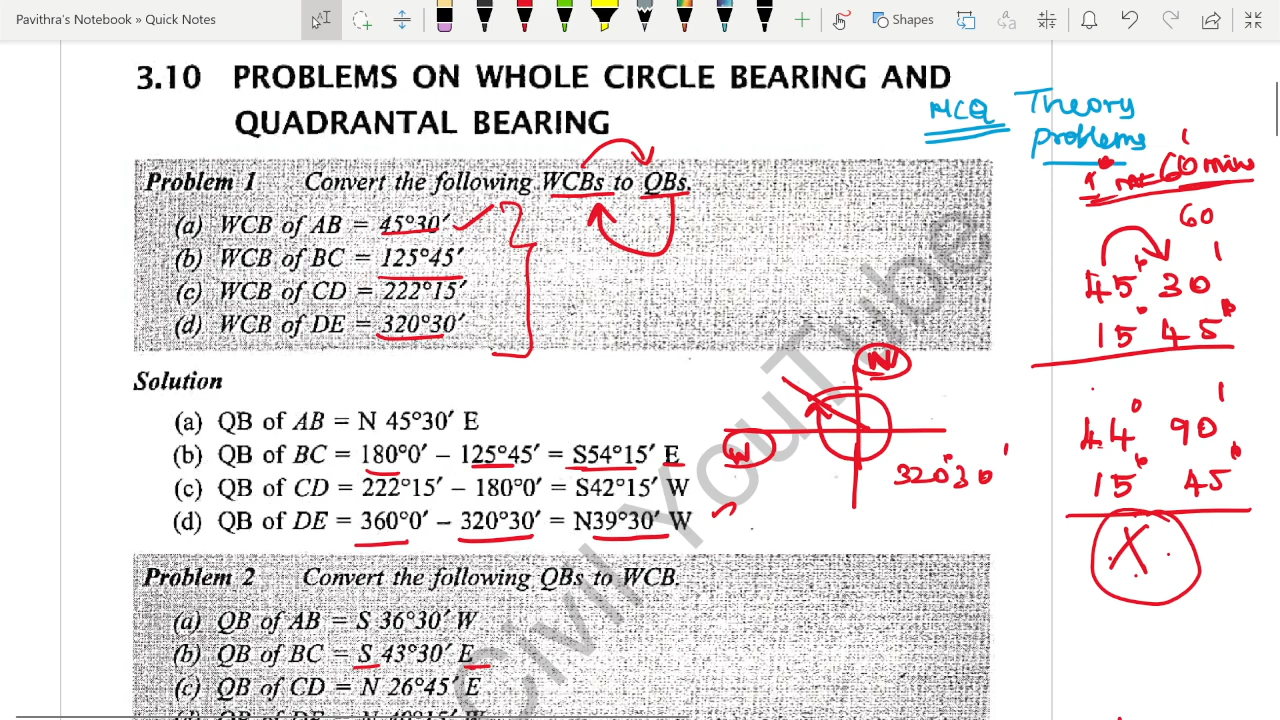 Pavithra's Notebook » Quick Notes
Shapes
3.10 PROBLEMS ON WHOLE CIRCLE BEARING AND
QUADRANTAL BEARING
MCQ Theory
problems
Problem 1 Convert the following WCBs to QBs.
(a) WCB of AB = 45°30′
(b) WCB of BC = 125°45′
(c) WCB of CD = 222°15′
(d) WCB of DE = 320°30′
60 mins
60
45° 30′
15° 45′
Solution
(a) QB of AB = N 45°30′ E
(b) QB of BC = 180°0′ – 125°45′ = S54°15′ E
(c) QB of CD = 222°15′ – 180°0′ = S42°15′ W
(d) QB of DE = 360°0′ – 320°30′ = N39°30′ W
N
W
320°30′
44° 90′
15° 45′
X
Problem 2 Convert the following QBs to WCB.
(a) QB of AB = S 36°30′ W
(b) QB of BC = S 43°30′ E
(c) QB of CD = N 26°45′ E
(d) QB of DE = N 40°15′ W
Civil YouTube